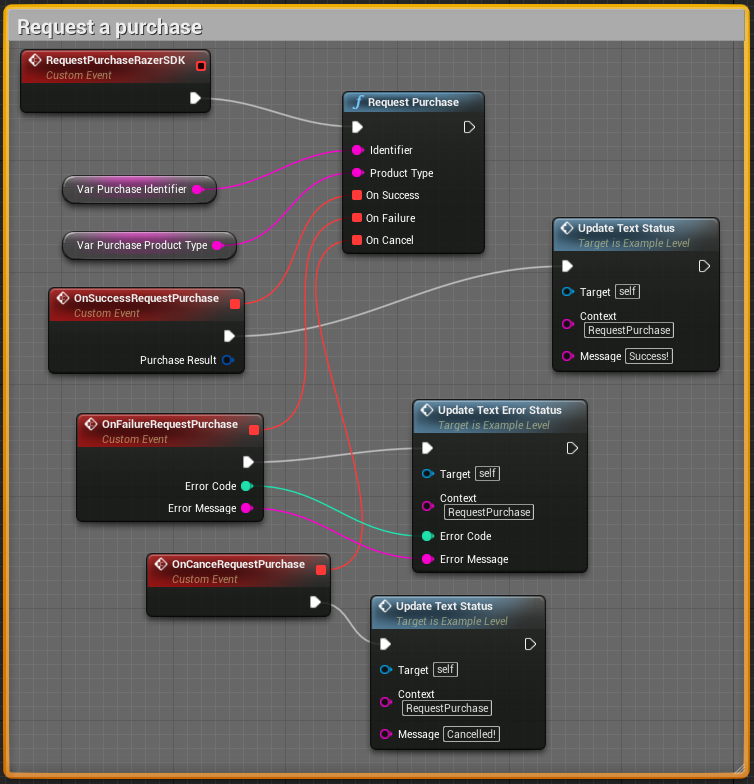 Request a purchase
RequestPurchaseRazerSDK
Custom Event
f Request Purchase
Identifier
Product Type
On Success
On Failure
On Cancel
Var Purchase Identifier
Var Purchase Product Type
Update Text Status
Target is Example Level
Target self
Context
RequestPurchase
Message Success!
OnSuccessRequestPurchase
Custom Event
Purchase Result
OnFailureRequestPurchase
Custom Event
Error Code
Error Message
Update Text Error Status
Target is Example Level
Target self
Context
RequestPurchase
Error Code
Error Message
OnCanceRequestPurchase
Custom Event
Update Text Status
Target is Example Level
Target self
Context
RequestPurchase
Message Cancelled!